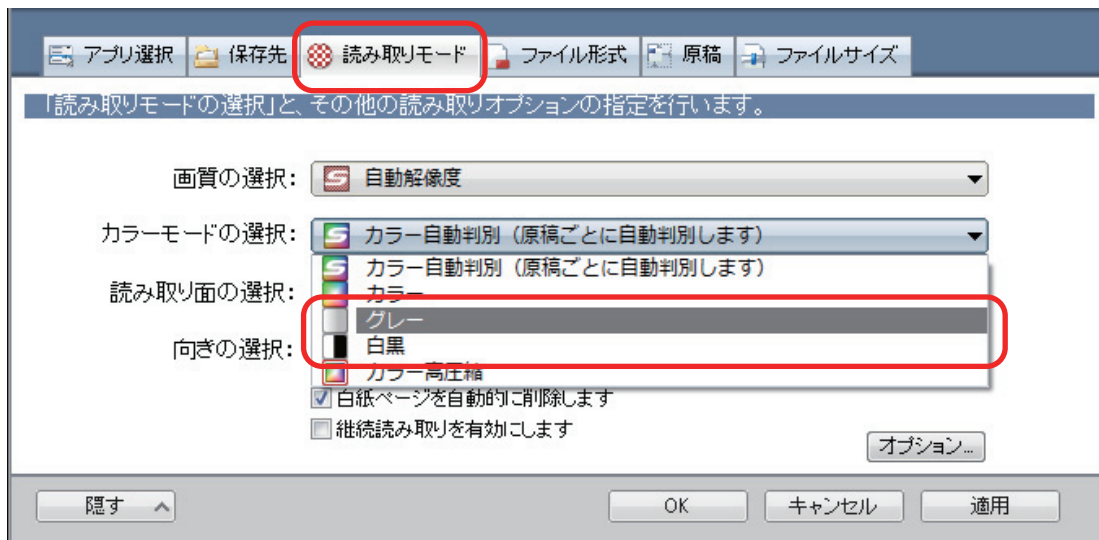 アプリ選択 保存先 読み取りモード ファイル形式 原稿 ファイルサイズ
「読み取りモードの選択」と、その他の読み取りオプションの指定を行います。
画質の選択: 自動解像度
カラーモードの選択: カラー自動判別（原稿ごとに自動判別します）
カラー自動判別（原稿ごとに自動判別します）
読み取り面の選択: カラー
グレー
向きの選択: 白黒
カラー高圧縮
白紙ページを自動的に削除します
継続読み取りを有効にします
オプション...
隠す OK キャンセル 適用